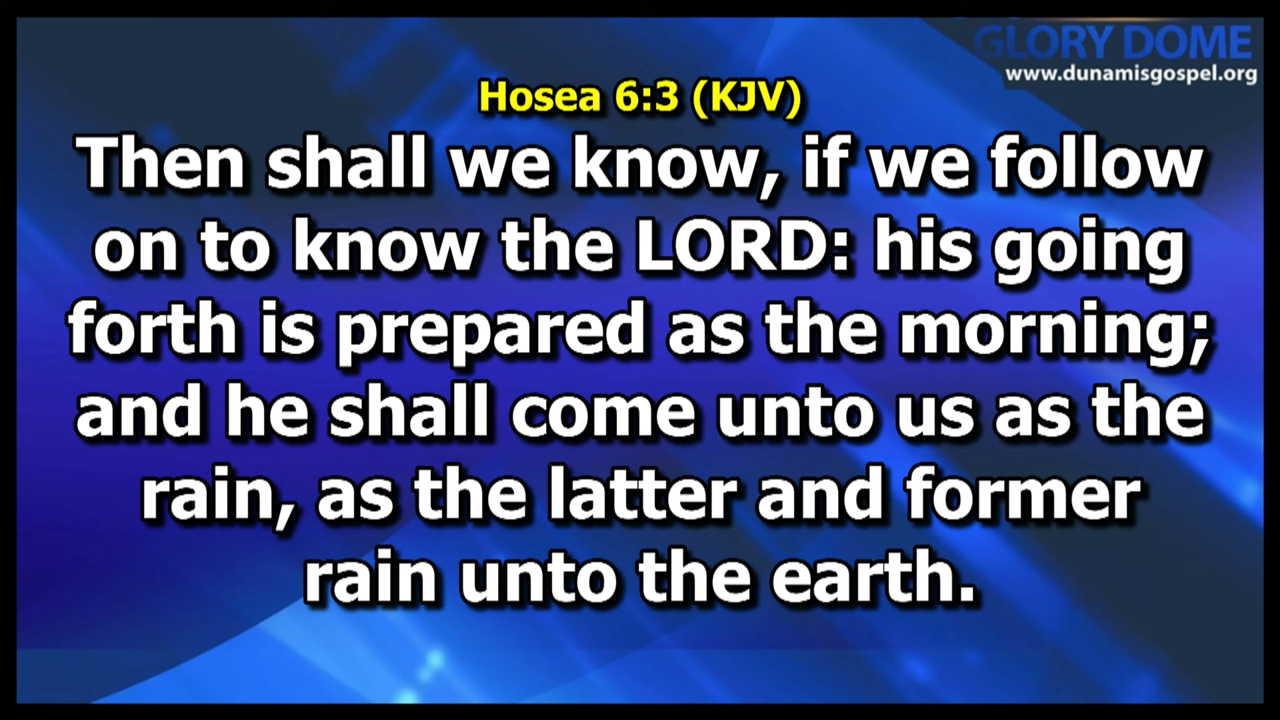 GLORY DOME
www.dunamisgospel.org
Hosea 6:3 (KJV)
Then shall we know, if we follow
on to know the LORD: his going
forth is prepared as the morning;
and he shall come unto us as the
rain, as the latter and former
rain unto the earth.